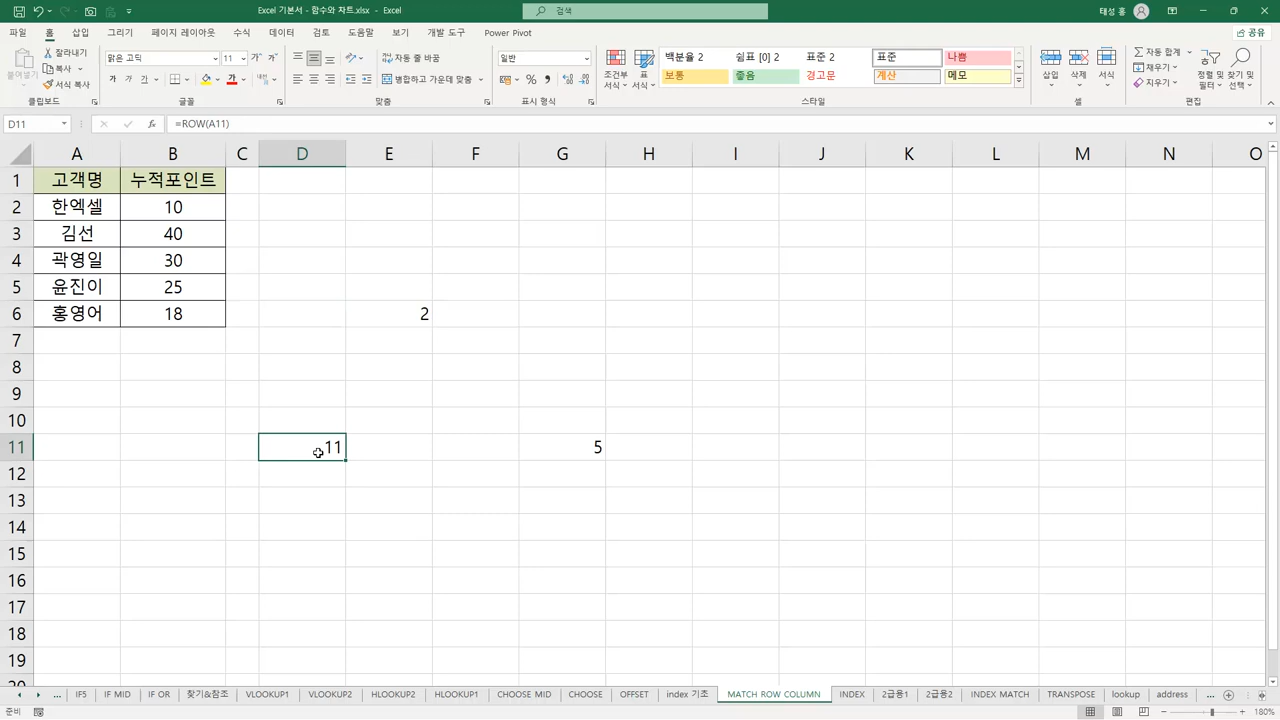 Excel 기본서 - 함수와 차트.xlsx - Excel
검색
태성 홍
파일 홈 삽입 그리기 페이지 레이아웃 수식 데이터 검토 도움말 보기 개발 도구 Power Pivot
공유
붙여넣기
잘라내기
복사
서식 복사
클립보드
맑은 고딕 11
가 가 가
글꼴
자동 줄 바꿈
병합하고 가운데 맞춤
맞춤
일반
표시 형식
조건부 서식
표 서식
백분율 2 쉼표 [0] 2 표준 2 표준 나쁨
보통 좋음 경고문 계산 메모
스타일
삽입 삭제 서식
셀
자동 합계
채우기
지우기
정렬 및 필터
찾기 및 선택
편집
D11 fx =ROW(A11)
A B C D E F G H I J K L M N O
1 고객명 누적포인트
2 한엑셀 10
3 김선 40
4 곽영일 30
5 윤진이 25
6 홍영어 18 2
7
8
9
10
11 11 5
12
13
14
15
16
17
18
19
20
... IF5 IF MID IF OR 찾기&참조 VLOOKUP1 VLOOKUP2 HLOOKUP2 HLOOKUP1 CHOOSE MID CHOOSE OFFSET index 기초 MATCH ROW COLUMN INDEX 2급용1 2급용2 INDEX MATCH TRANSPOSE lookup address ...
준비
180%